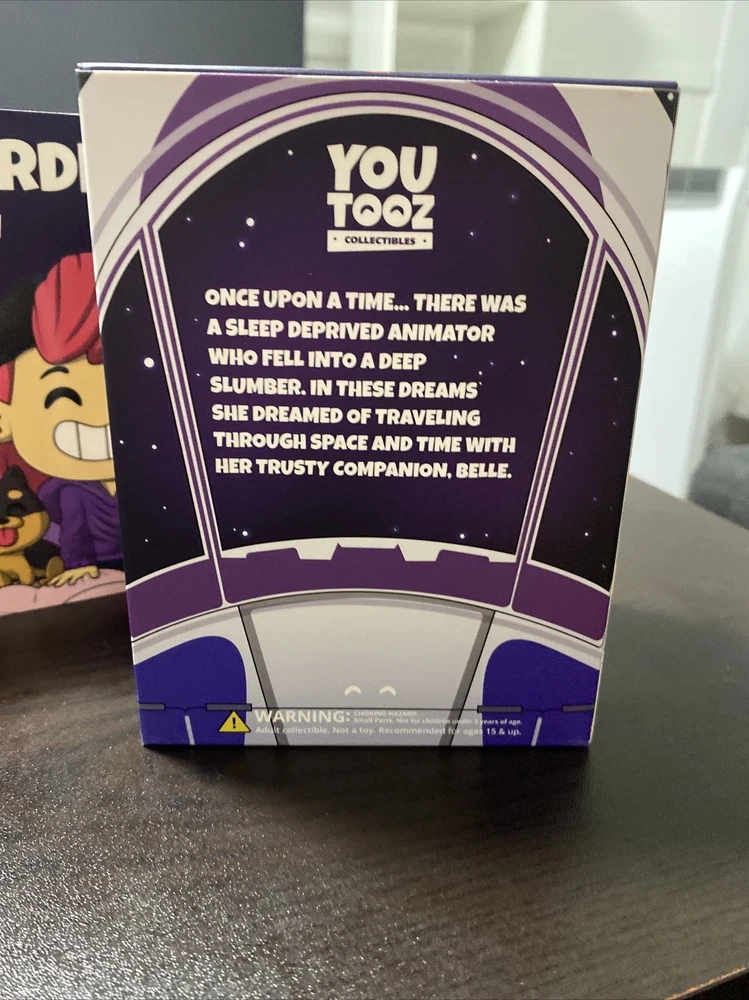 RDI
YOU
TOOZ
• COLLECTIBLES •
ONCE UPON A TIME... THERE WAS
A SLEEP DEPRIVED ANIMATOR
WHO FELL INTO A DEEP
SLUMBER. IN THESE DREAMS
SHE DREAMED OF TRAVELING
THROUGH SPACE AND TIME WITH
HER TRUSTY COMPANION, BELLE.
WARNING: CHOKING HAZARD
Small Parts. Not for children under 3 years of age.
Adult collectible. Not a toy. Recommended for ages 15 & up.